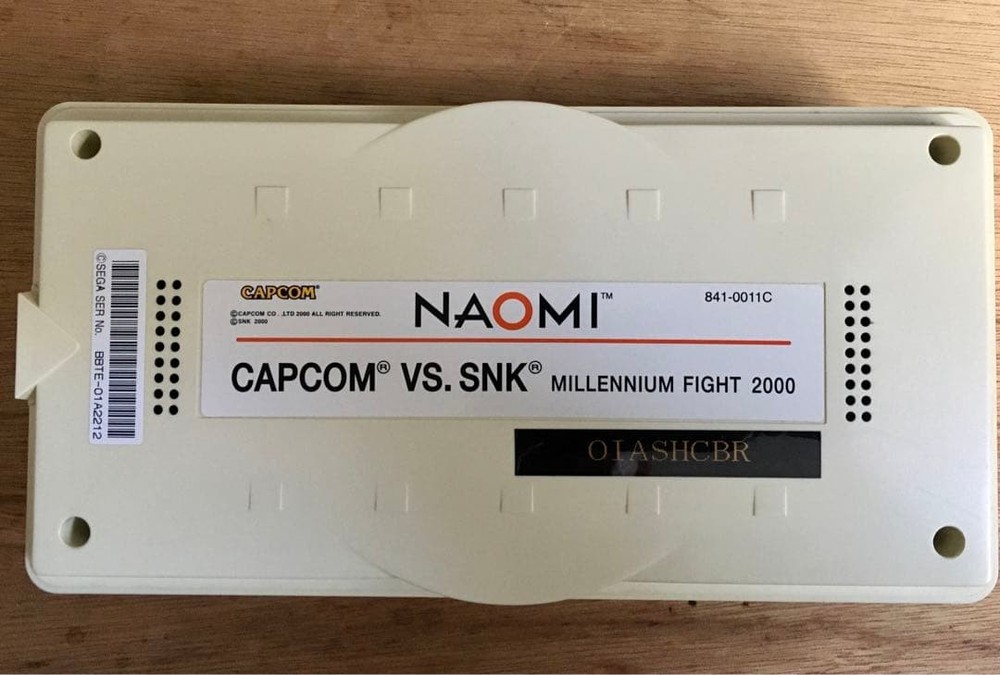 ©SEGA SER No. BBTE-01A2212
CAPCOM®
©CAPCOM CO .,LTD 2000 ALL RIGHT RESERVED.
©SNK 2000
NAOMI™
841-0011C
CAPCOM® VS. SNK® MILLENNIUM FIGHT 2000
OIASHCBR